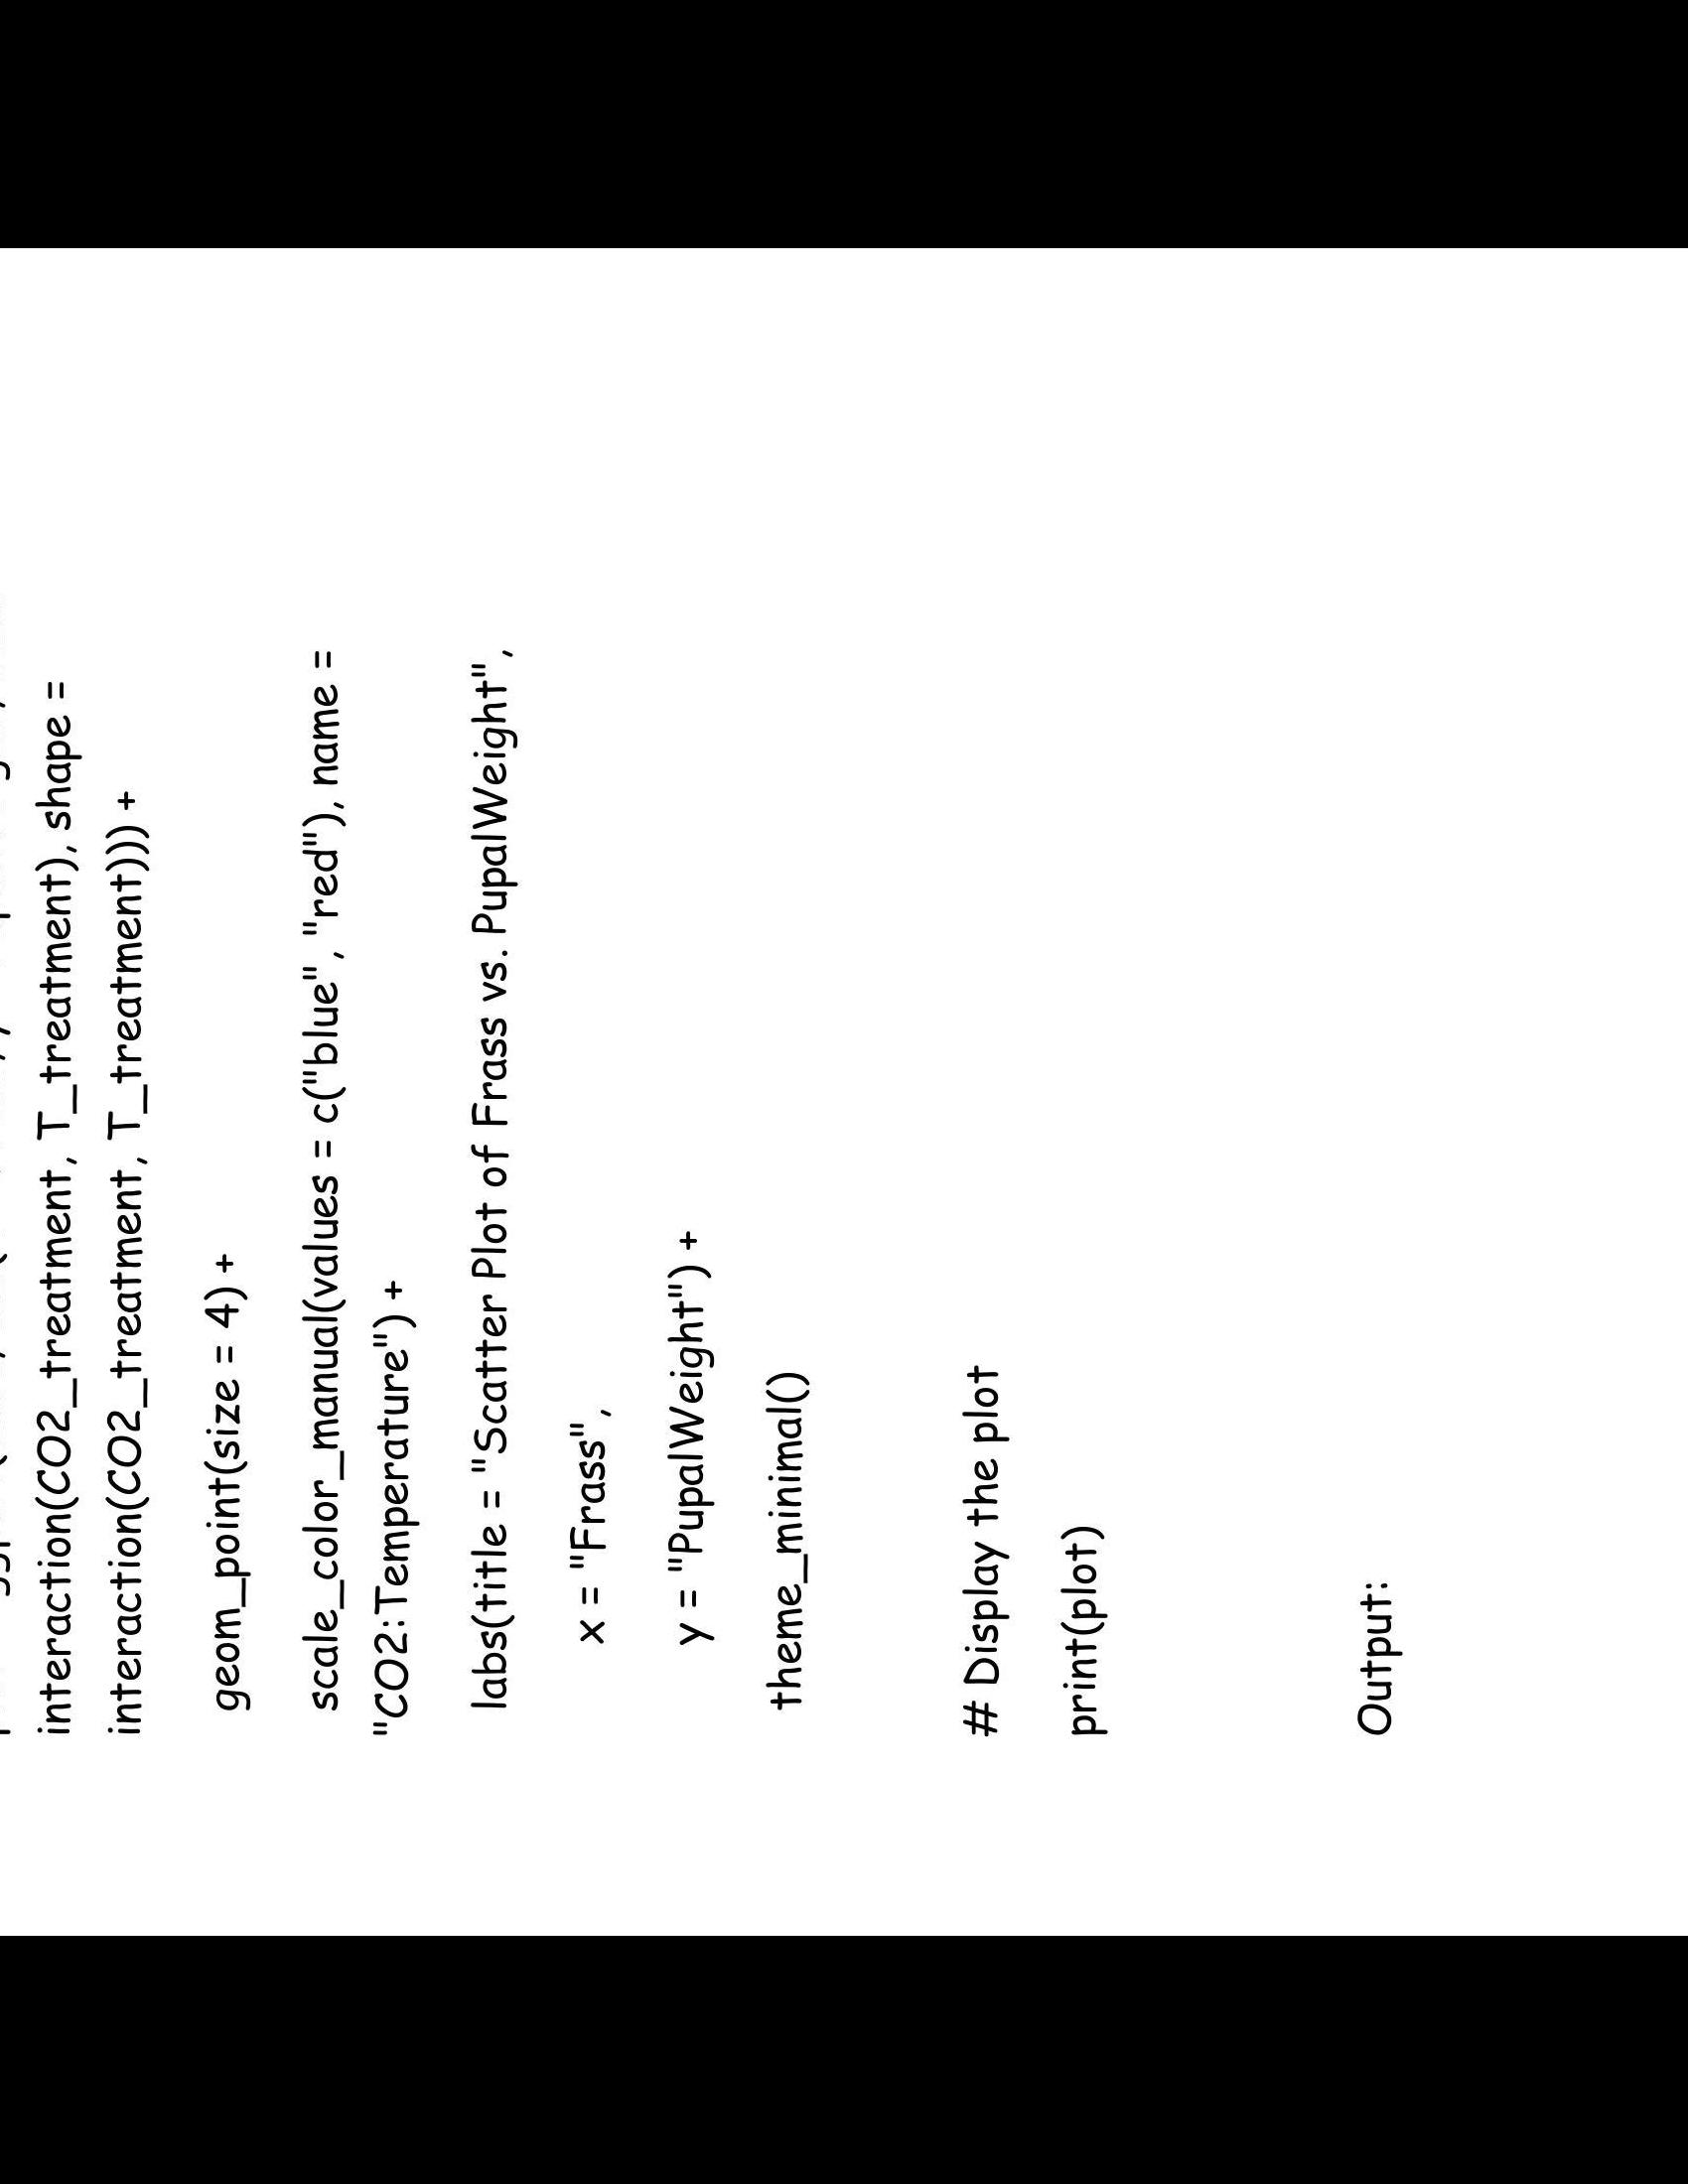 interaction(CO2_treatment, T_treatment), shape =
interaction(CO2_treatment, T_treatment))) +
geom_point(size = 4) +
scale_color_manual(values = c("blue", "red"), name =
"CO2:Temperature") +
labs(title = "Scatter Plot of Frass vs. PupalWeight",
x = "Frass",
y = "PupalWeight") +
theme_minimal()
# Display the plot
print(plot)
Output: